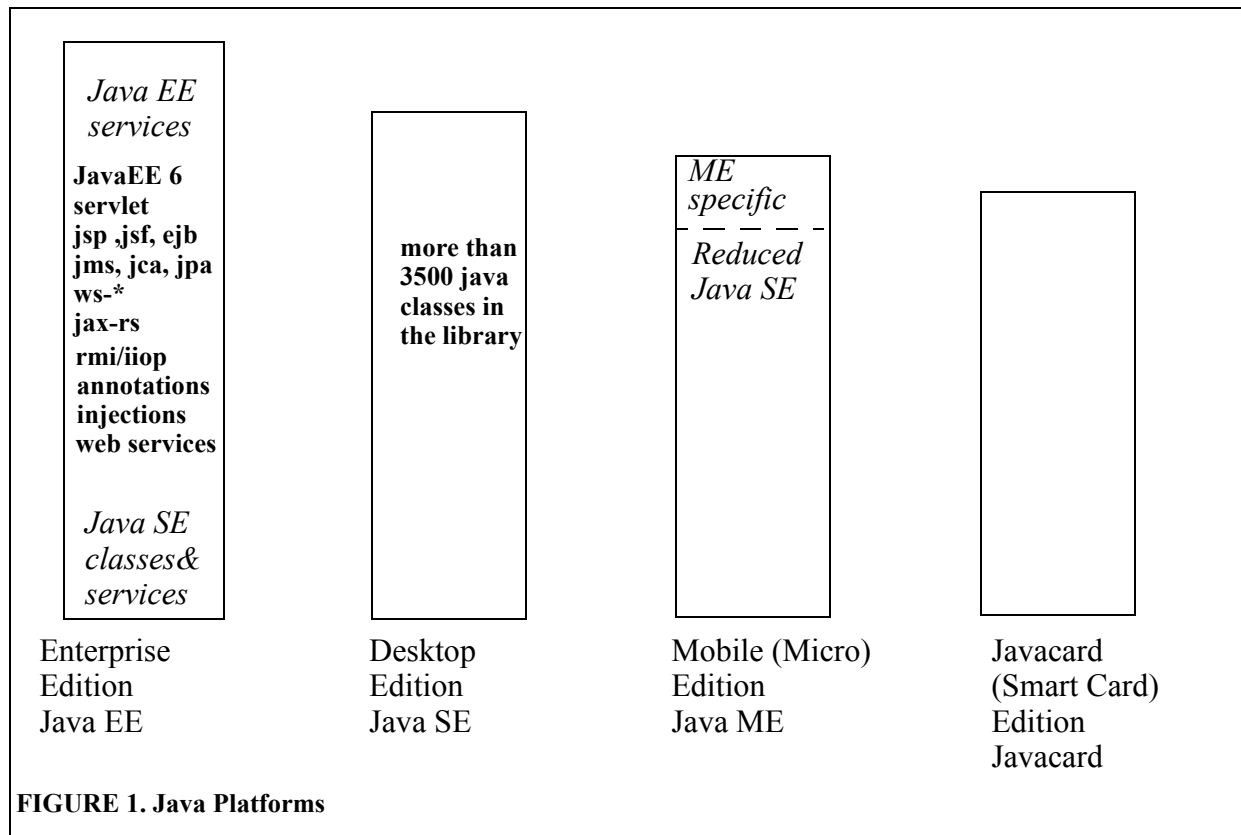 Java EE
services
JavaEE 6
servlet
jsp ,jsf, ejb
jms, jca, jpa
ws-*
jax-rs
rmi/iiop
annotations
injections
web services
Java SE
classes&
services
Enterprise
Edition
Java EE
more than
3500 java
classes in
the library
Desktop
Edition
Java SE
ME
specific
Reduced
Java SE
Mobile (Micro)
Edition
Java ME
Javacard
(Smart Card)
Edition
Javacard
FIGURE 1. Java Platforms